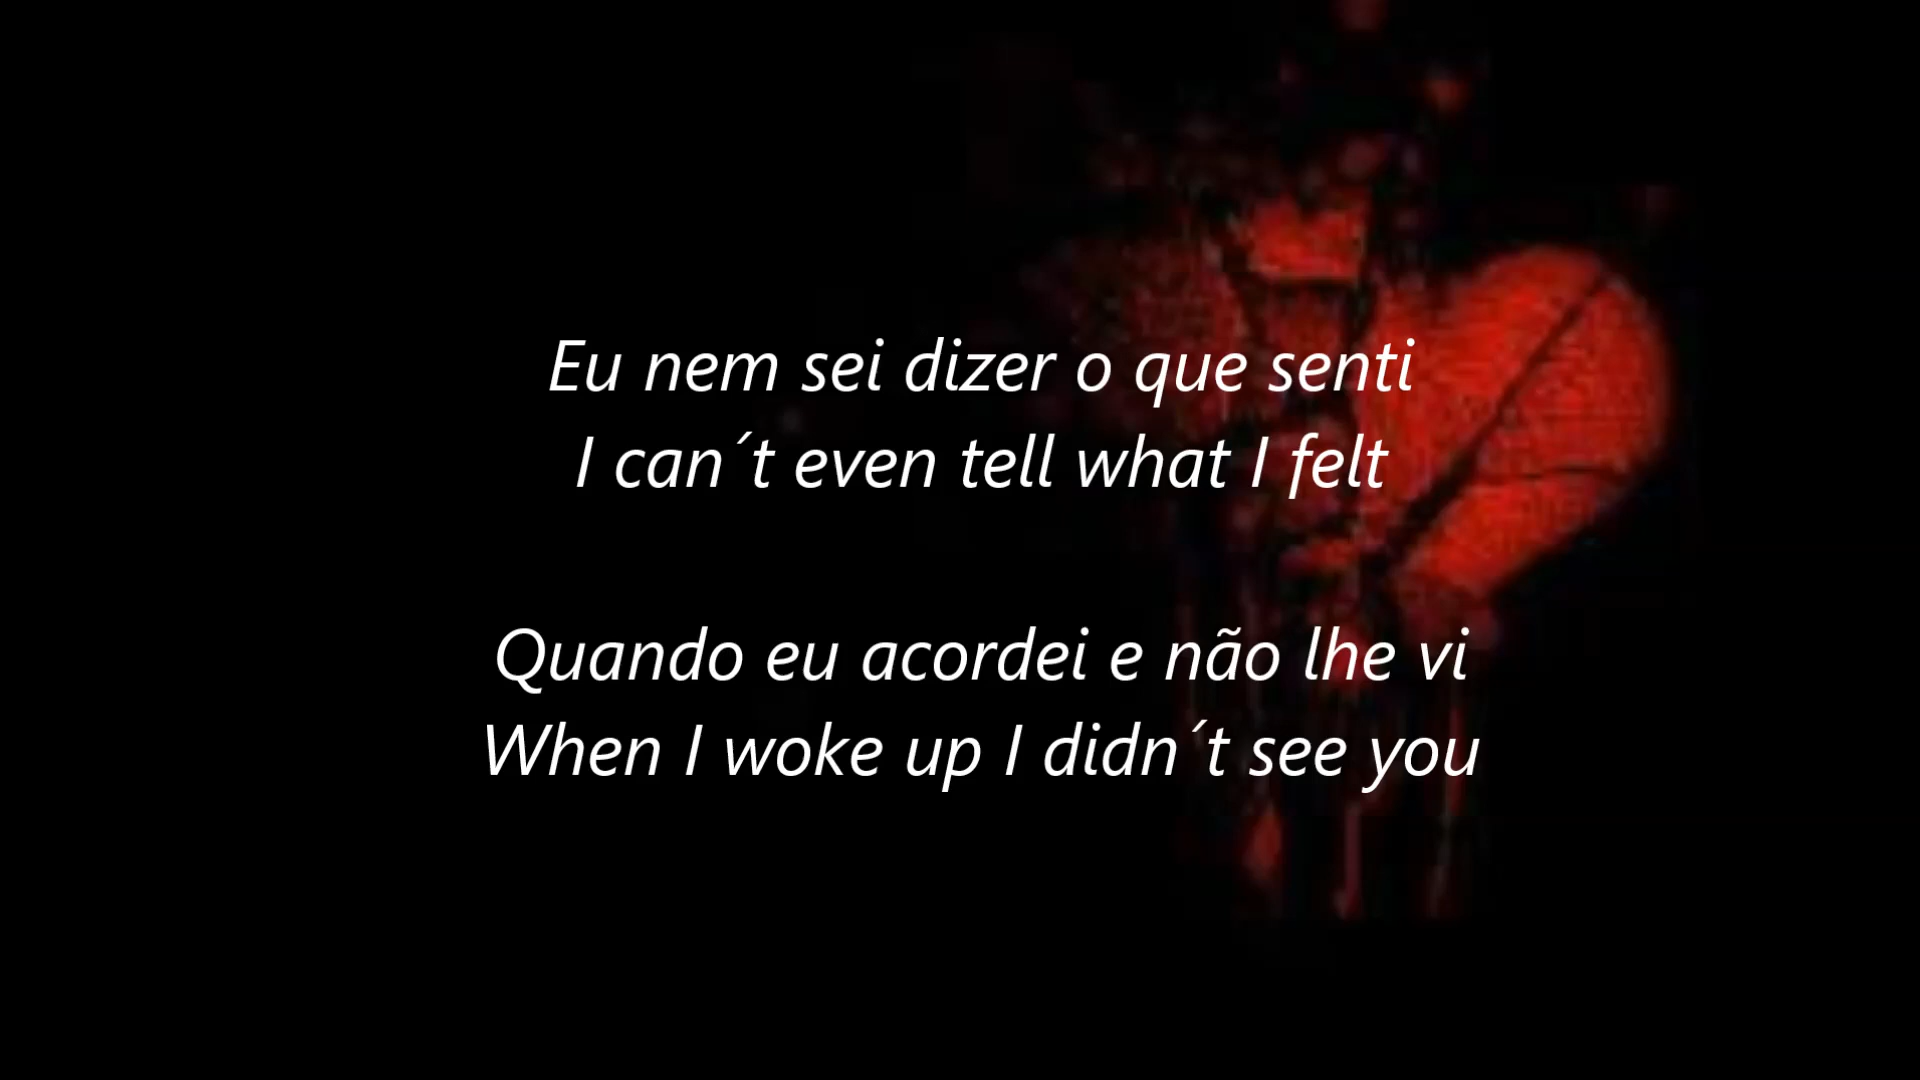 Eu nem sei dizer o que senti
I can´t even tell what I felt
Quando eu acordei e não lhe vi
When I woke up I didn´t see you